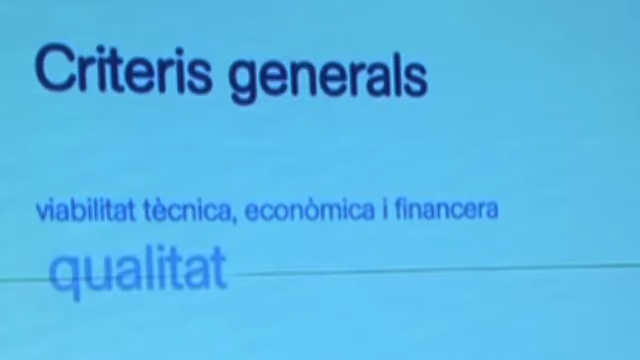 Criteris generals
viabilitat tècnica, econòmica i financera
qualitat